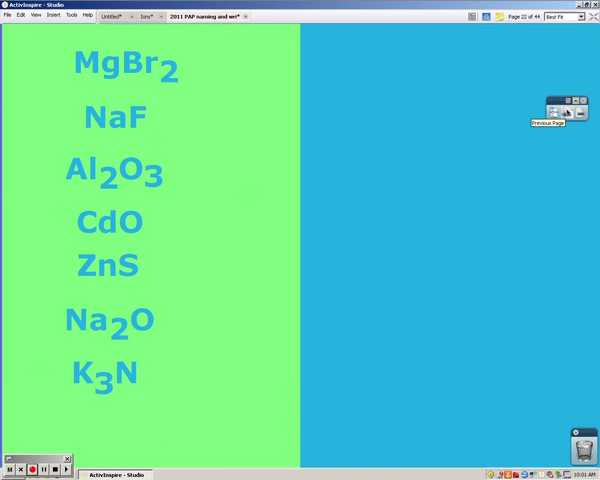 ActivInspire - Studio
File Edit View Insert Tools Help
Untitled* Ions* 2011 PAP naming and wri*
Page 22 of 44 Best Fit
MgBr2
NaF
Previous Page
Al2O3
CdO
ZnS
Na2O
K3N
ActivInspire - Studio
10:01 AM